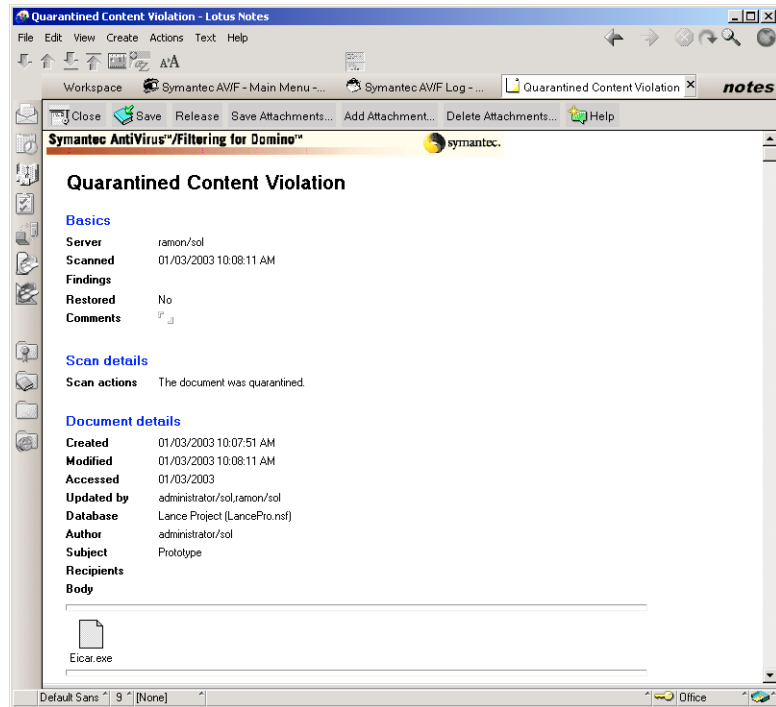 Quarantined Content Violation - Lotus Notes
File Edit View Create Actions Text Help
Workspace Symantec AV/F - Main Menu -... Symantec AV/F Log - ... Quarantined Content Violation notes
Close Save Release Save Attachments... Add Attachment... Delete Attachments... Help
Symantec AntiVirus™/Filtering for Domino™ symantec.
Quarantined Content Violation
Basics
Server ramon/sol
Scanned 01/03/2003 10:08:11 AM
Findings
Restored No
Comments
Scan details
Scan actions The document was quarantined.
Document details
Created 01/03/2003 10:07:51 AM
Modified 01/03/2003 10:08:11 AM
Accessed 01/03/2003
Updated by administrator/sol,ramon/sol
Database Lance Project (LancePro.nsf)
Author administrator/sol
Subject Prototype
Recipients
Body
Eicar.exe
Default Sans 9 [None] Office